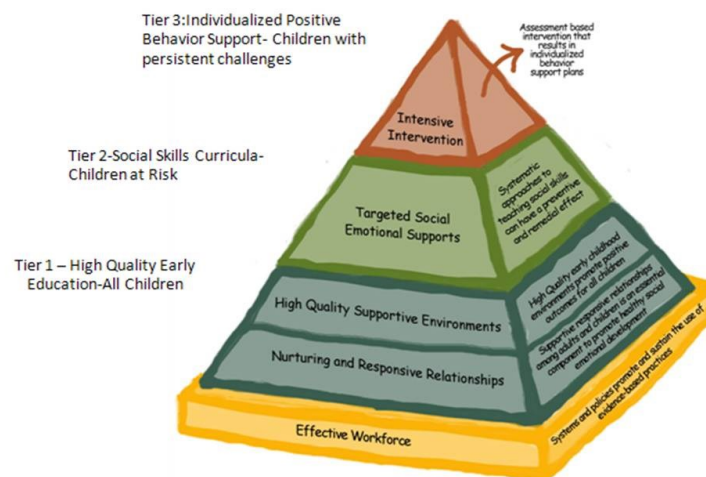 Tier 3:Individualized Positive
Behavior Support- Children with
persistent challenges
Assessment based
intervention that
results in
individualized
behavior
support plans
Intensive
Intervention
Tier 2-Social Skills Curricula-
Children at Risk
Targeted Social
Emotional Supports
Systematic
approaches to
teaching social skills
can have a preventive
and remedial effect
Tier 1 – High Quality Early
Education-All Children
High Quality Supportive Environments
High Quality early childhood
environments promote positive
outcomes for all children
Nurturing and Responsive Relationships
Supportive responsive relationships
among adults and children is an essential
component to promote healthy social
emotional development
Effective Workforce
Systems and policies promote and sustain the use of
evidence-based practices